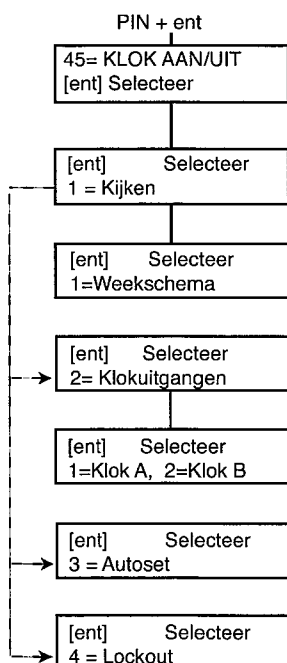 PIN + ent
45= KLOK AAN/UIT
[ent] Selecteer
[ent] Selecteer
1 = Kijken
[ent] Selecteer
1=Weekschema
[ent] Selecteer
2= Klokuitgangen
[ent] Selecteer
1=Klok A, 2=Klok B
[ent] Selecteer
3 = Autoset
[ent] Selecteer
4 = Lockout